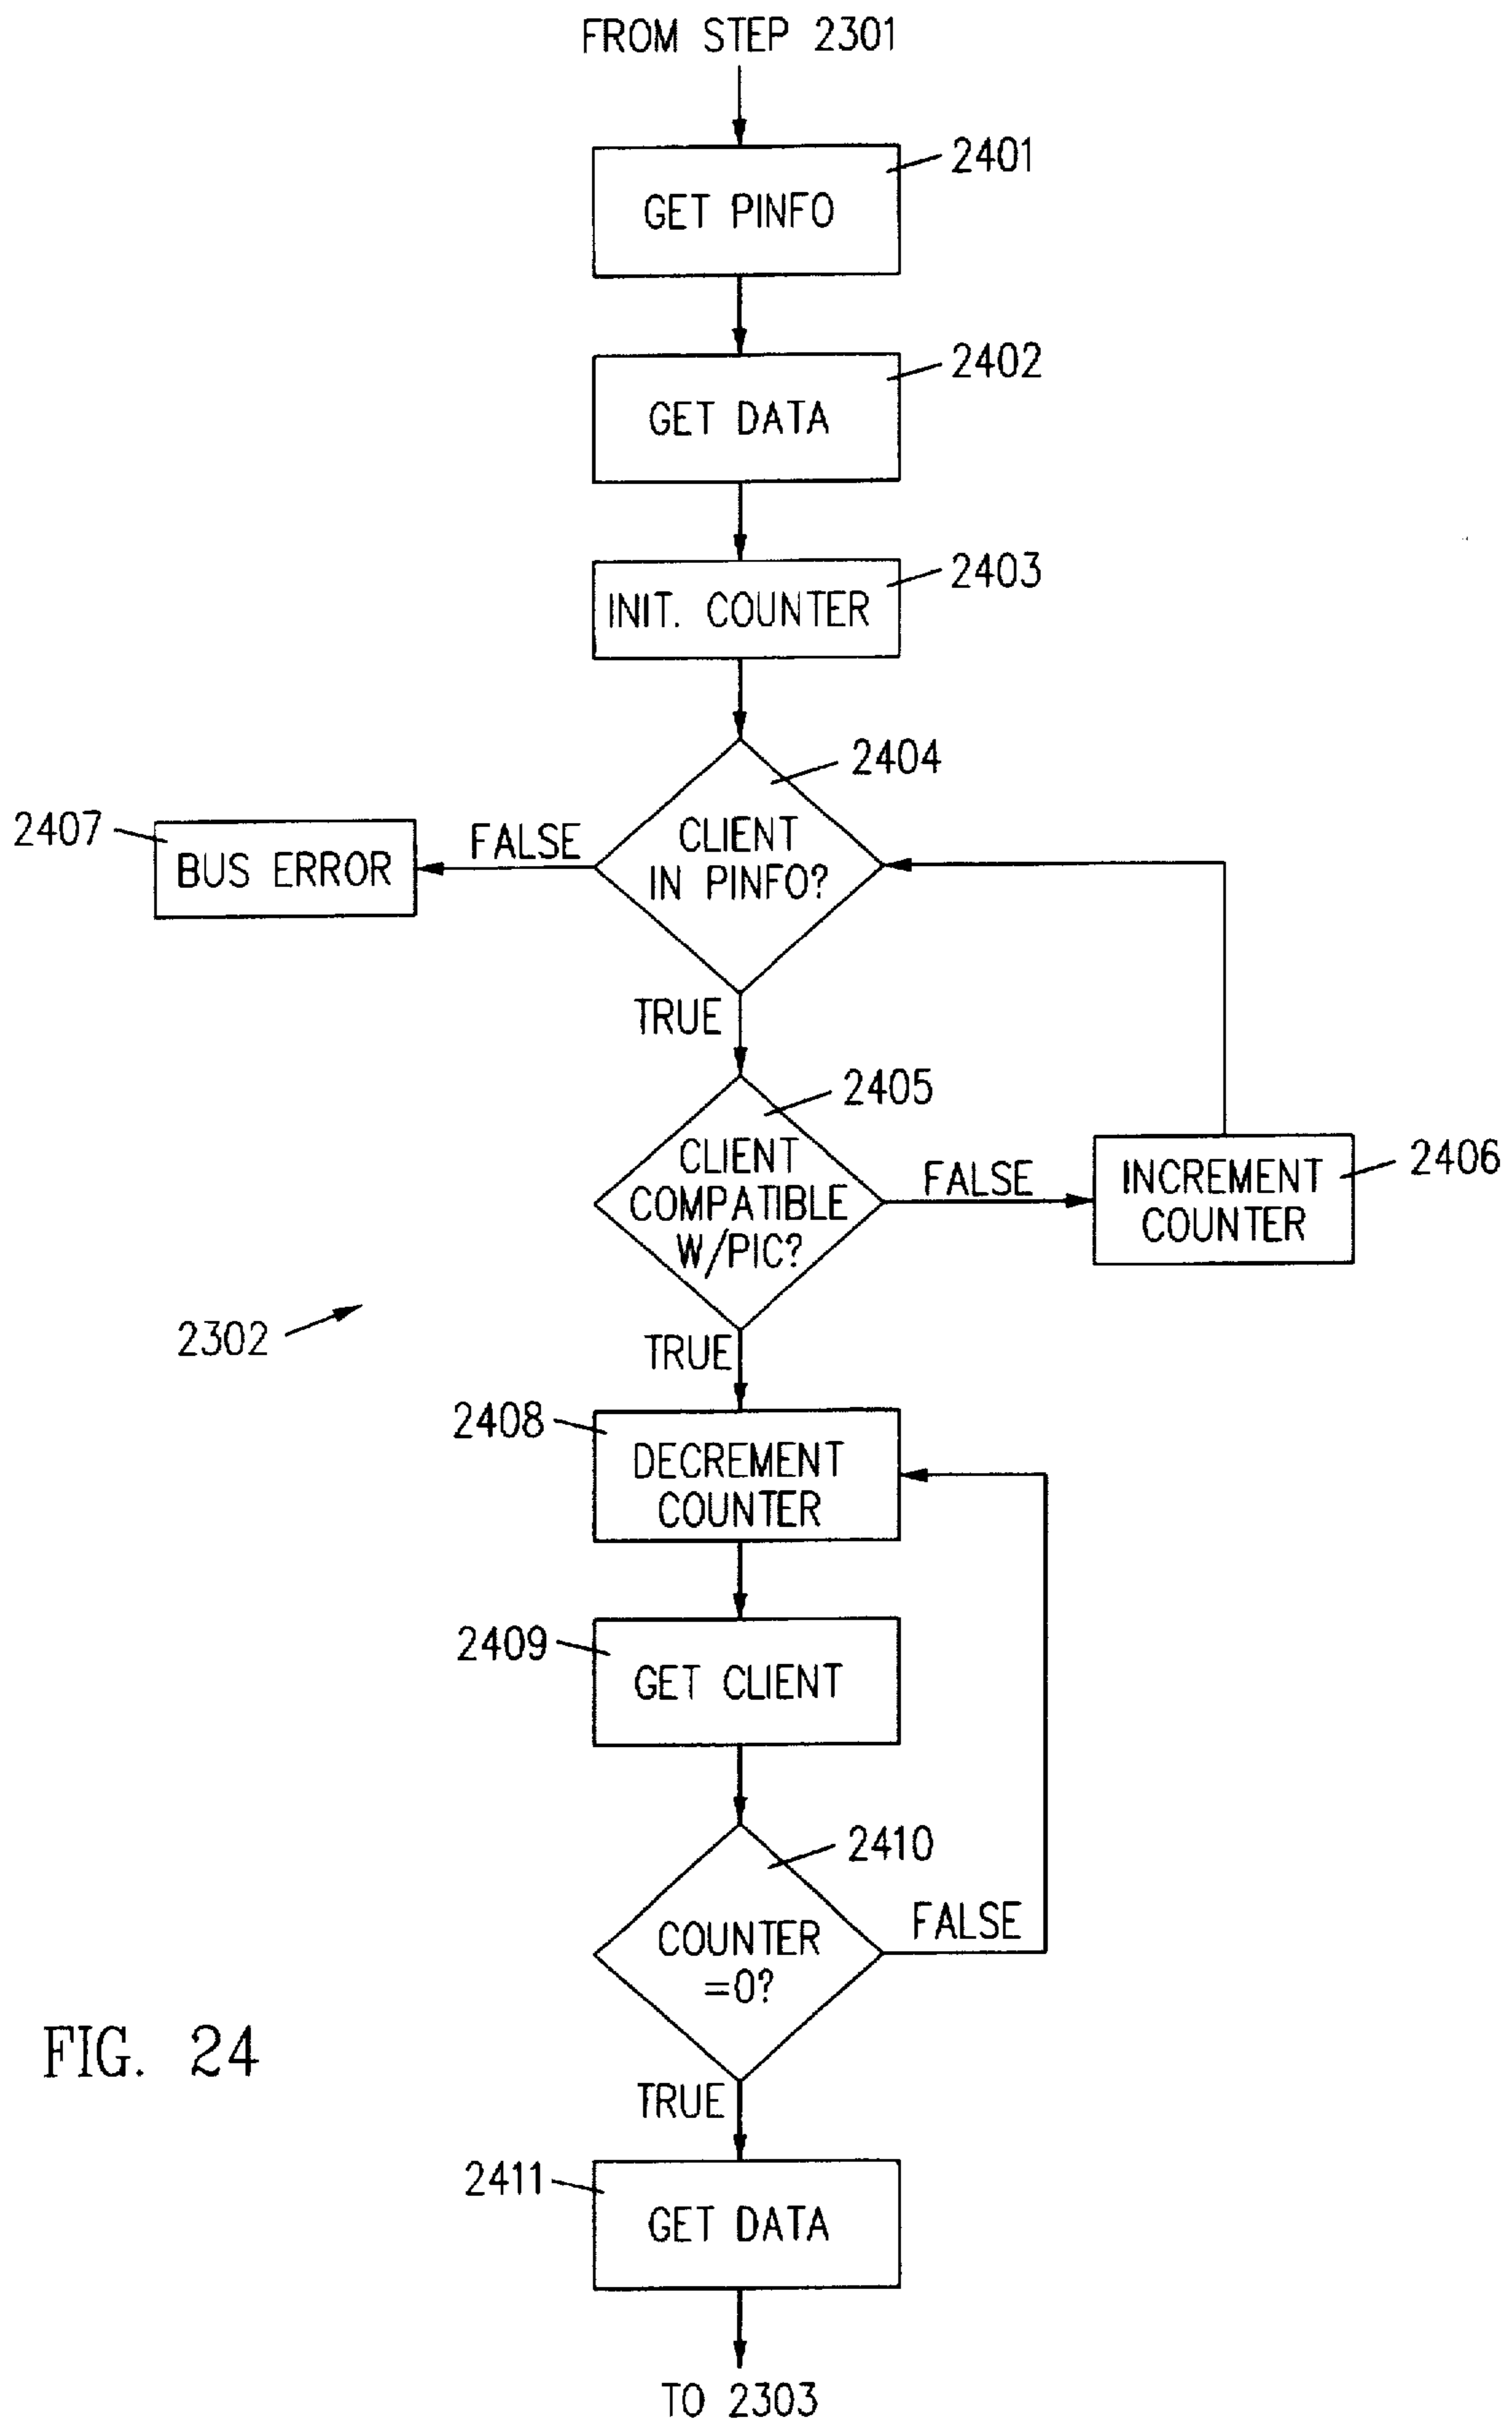 FROM STEP 2301
2401
GET PINFO
2402
GET DATA
2403
INIT. COUNTER
2404
CLIENT
IN PINFO?
FALSE
2407
BUS ERROR
TRUE
2405
CLIENT
COMPATIBLE
W/PIC?
FALSE
2406
INCREMENT
COUNTER
2302
TRUE
2408
DECREMENT
COUNTER
2409
GET CLIENT
2410
COUNTER
=0?
FALSE
FIG. 24
TRUE
2411
GET DATA
TO 2303